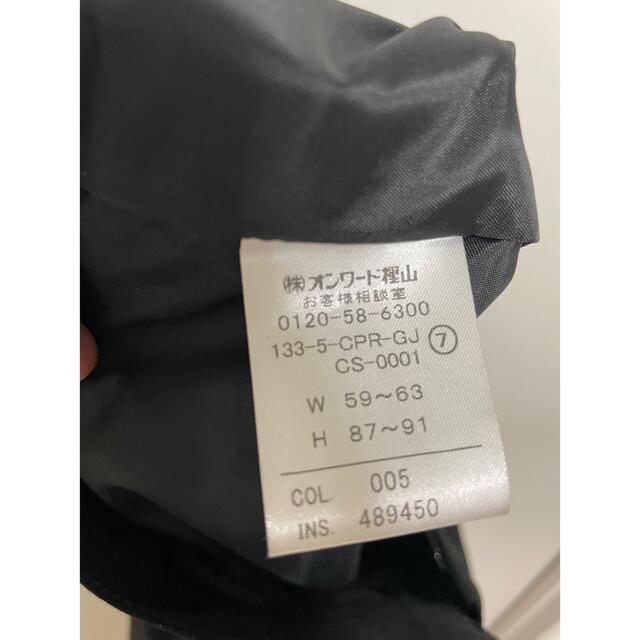 ㈱オンワード樫山
お客様相談室
0120-58-6300
133-5-CPR-GJ ⑦
CS-0001
W 59～63
H 87～91
COL. 005
INS. 489450